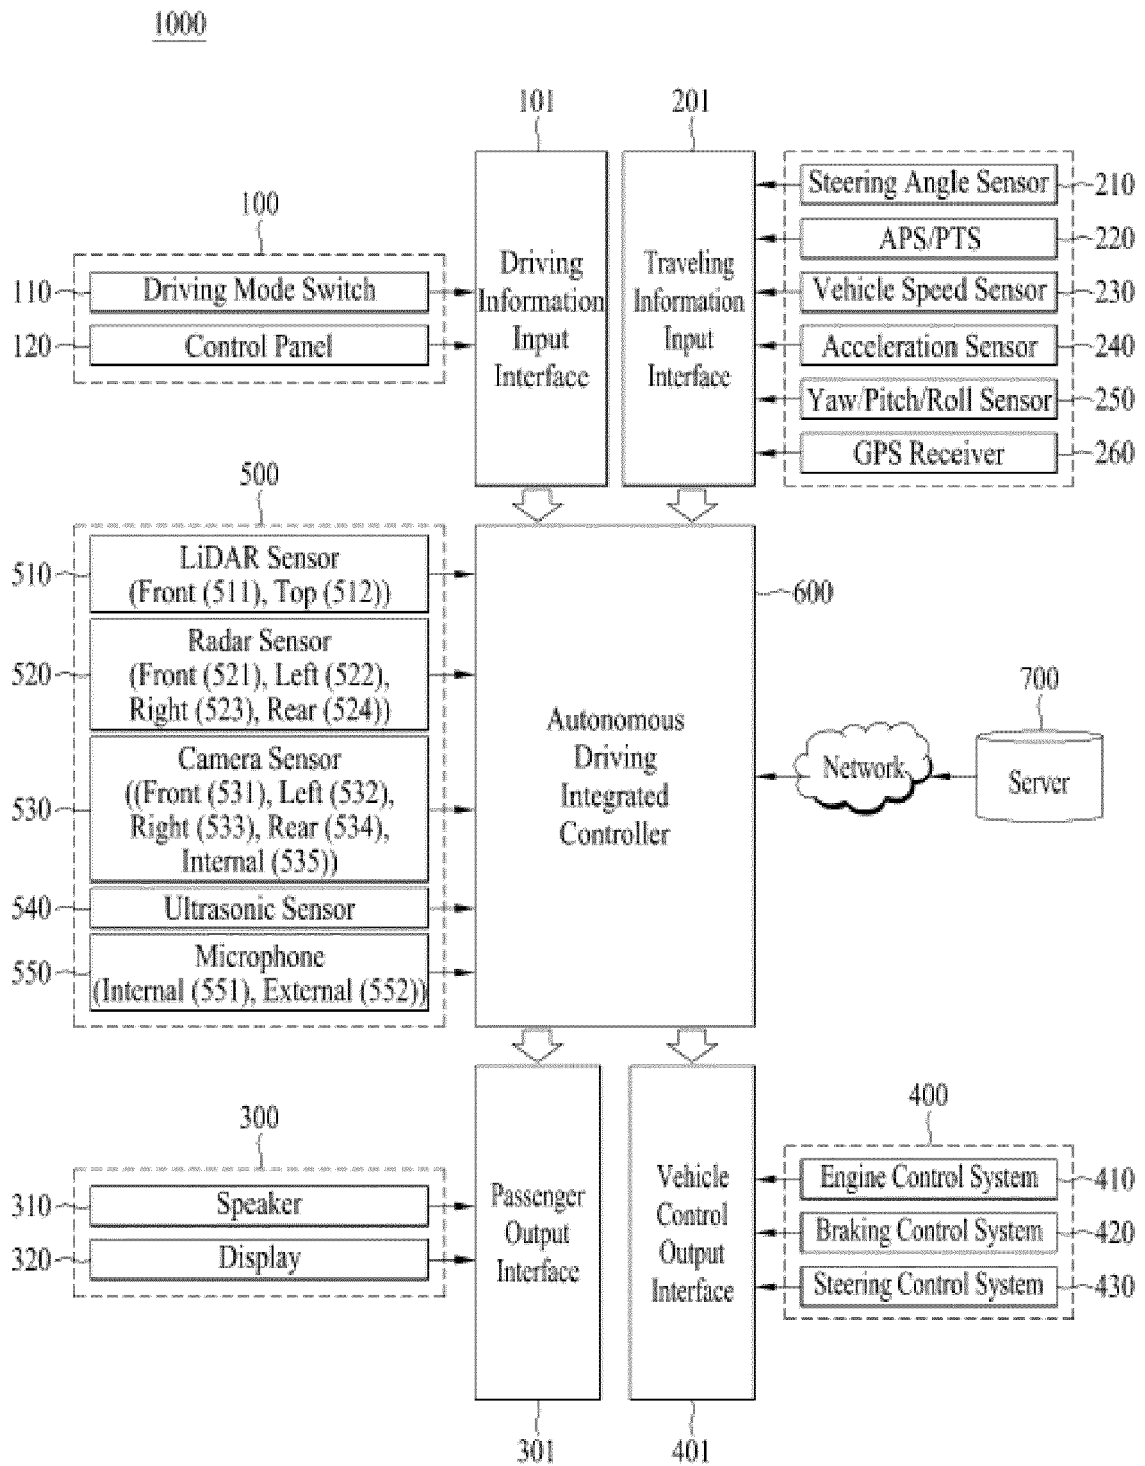 1000
101
201
100
110
Driving Mode Switch
120
Control Panel
Driving
Information
Input
Interface
Traveling
Information
Input
Interface
Steering Angle Sensor
210
APS/PTS
220
Vehicle Speed Sensor
230
Acceleration Sensor
240
Yaw/Pitch/Roll Sensor
250
GPS Receiver
260
500
510
LiDAR Sensor
(Front (511), Top (512))
520
Radar Sensor
(Front (521), Left (522),
Right (523), Rear (524))
530
Camera Sensor
((Front (531), Left (532),
Right (533), Rear (534),
Internal (535))
540
Ultrasonic Sensor
550
Microphone
(Internal (551), External (552))
600
Autonomous
Driving
Integrated
Controller
Network
700
Server
300
310
Speaker
320
Display
Passenger
Output
Interface
301
Vehicle
Control
Output
Interface
401
400
Engine Control System
410
Braking Control System
420
Steering Control System
430